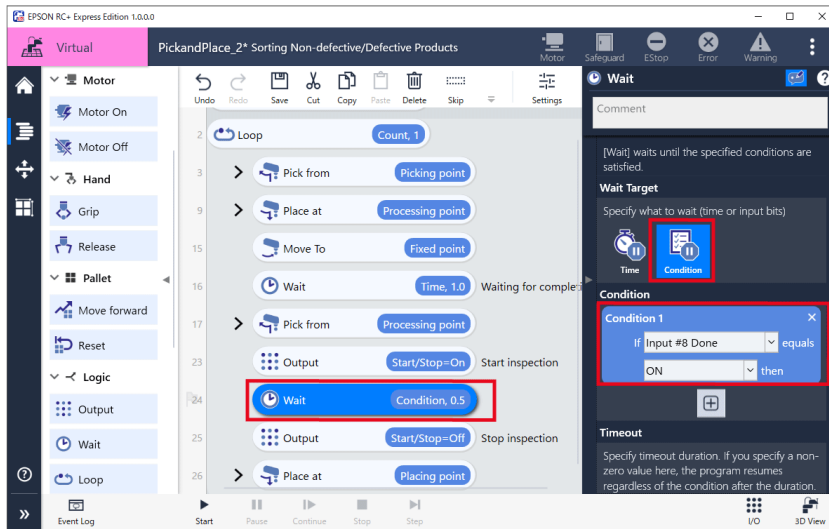 EPSON RC+ Express Edition 1.0.0.0
Virtual
PickandPlace_2* Sorting Non-defective/Defective Products
Motor
Safeguard
EStop
Error
Warning
Motor
Motor On
Motor Off
Hand
Grip
Release
Pallet
Move forward
Reset
Logic
Output
Wait
Loop
Undo
Redo
Save
Cut
Copy
Paste
Delete
Skip
Settings
2 Loop Count, 1
3 Pick from Picking point
9 Place at Processing point
15 Move To Fixed point
16 Wait Time, 1.0 Waiting for completi
17 Pick from Processing point
23 Output Start/Stop=On Start inspection
24 Wait Condition, 0.5
25 Output Start/Stop=Off Stop inspection
26 Place at Placing point
Wait
?
Comment
[Wait] waits until the specified conditions are
satisfied.
Wait Target
Specify what to wait (time or input bits)
Time
Condition
Condition
Condition 1
If Input #8 Done equals
ON then
Timeout
Specify timeout duration. If you specify a non-
zero value here, the program resumes
regardless of the condition after the duration.
?
Event Log
Start
Pause
Continue
Stop
Step
I/O
3D View